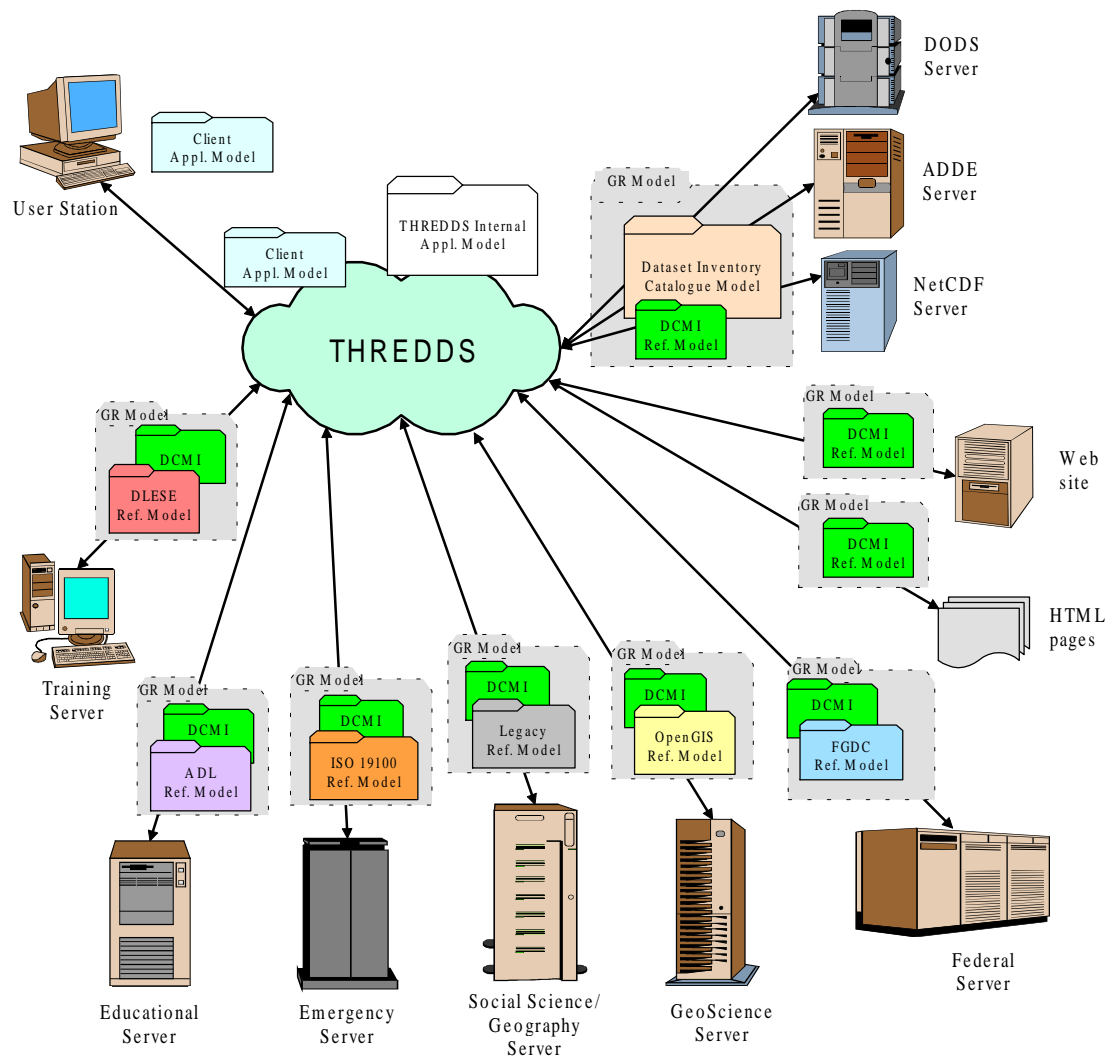 DODS
Server
Client
Appl. Model
ADDE
Server
User Station
GR Model
THREDDS Internal
Appl. Model
Client
Appl. Model
Dataset Inventory
Catalogue Model
NetCDF
Server
DCMI
Ref. Model
THREDDS
GR Model
DCMI
Ref. Model
Web
site
GR Model
DCMI
DLESE
Ref. Model
GR Model
DCMI
Ref. Model
HTML
pages
Training
Server
GR Model
DCMI
ADL
Ref. Model
GR Model
DCMI
ISO 19100
Ref. Model
GR Model
DCMI
Legacy
Ref. Model
GR Model
DCMI
OpenGIS
Ref. Model
GR Model
DCMI
FGDC
Ref. Model
Educational
Server
Emergency
Server
Social Science/
Geography
Server
GeoScience
Server
Federal
Server